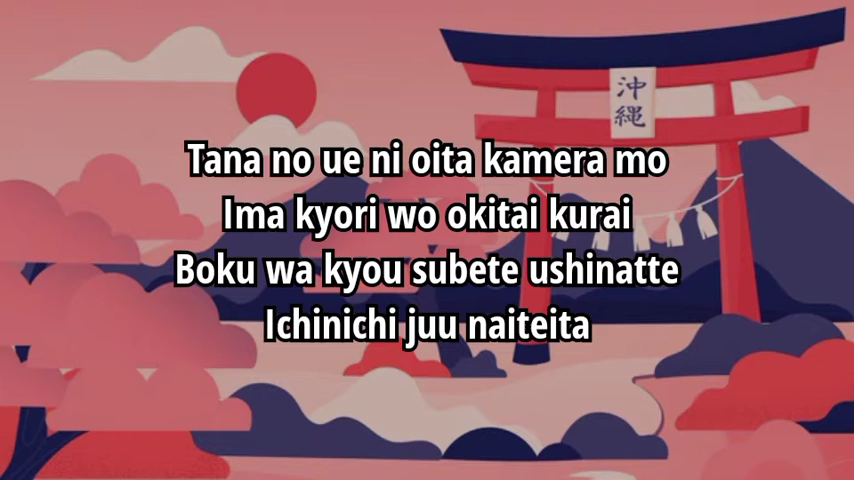 沖
縄
Tana no ue ni oita kamera mo
Ima kyori wo okitai kurai
Boku wa kyou subete ushinatte
Ichinichi juu naiteita